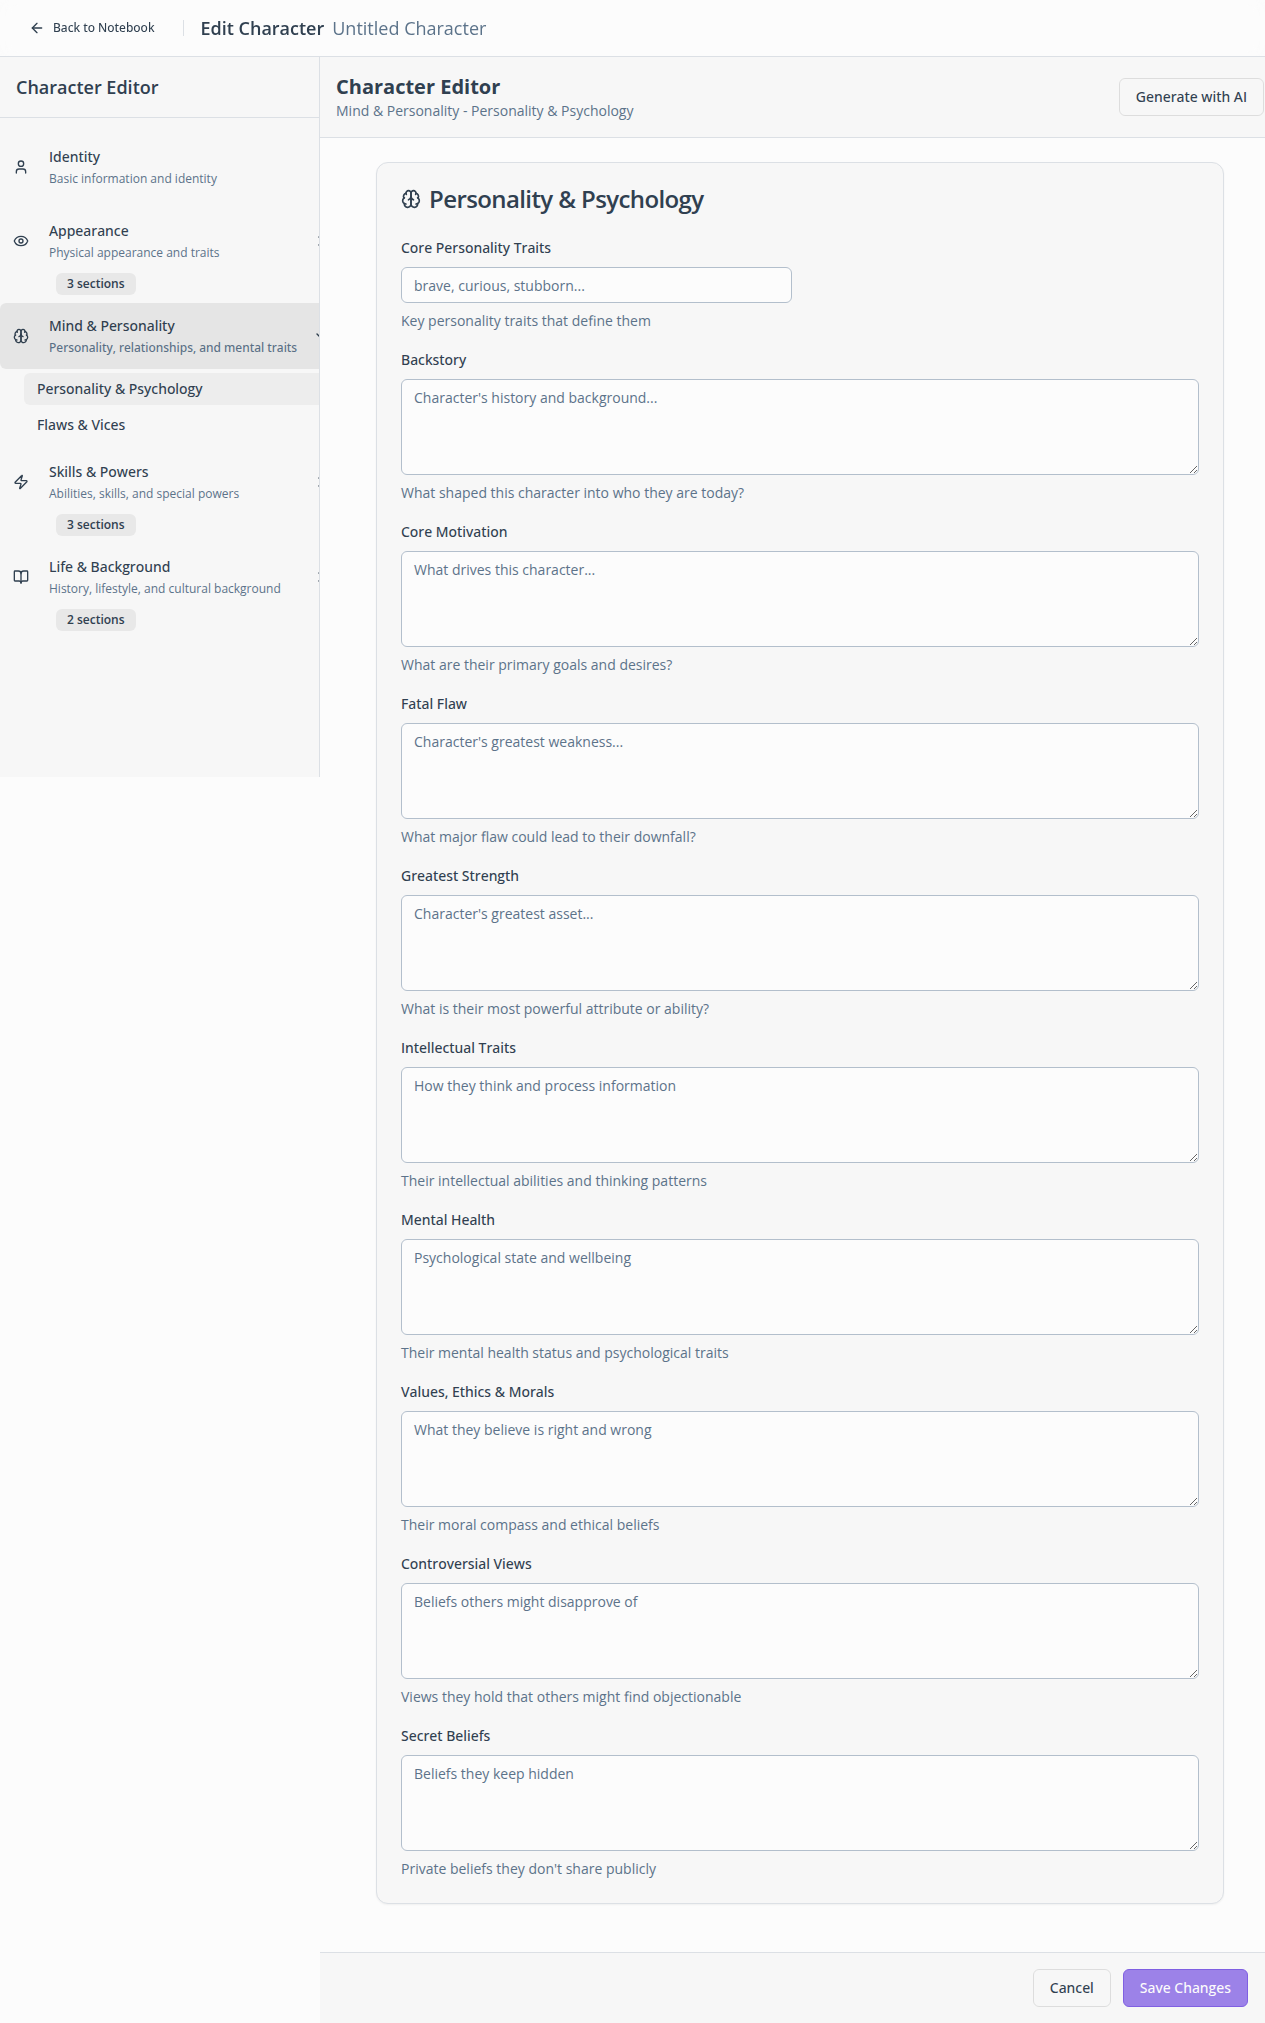 Back to Notebook
Edit Character Untitled Character
Character Editor
Identity
Basic information and identity
Appearance
Physical appearance and traits
3 sections
Mind & Personality
Personality, relationships, and mental traits
Personality & Psychology
Flaws & Vices
Skills & Powers
Abilities, skills, and special powers
3 sections
Life & Background
History, lifestyle, and cultural background
2 sections
Character Editor
Mind & Personality - Personality & Psychology
Generate with AI
Personality & Psychology
Core Personality Traits
brave, curious, stubborn...
Key personality traits that define them
Backstory
Character's history and background...
What shaped this character into who they are today?
Core Motivation
What drives this character...
What are their primary goals and desires?
Fatal Flaw
Character's greatest weakness...
What major flaw could lead to their downfall?
Greatest Strength
Character's greatest asset...
What is their most powerful attribute or ability?
Intellectual Traits
How they think and process information
Their intellectual abilities and thinking patterns
Mental Health
Psychological state and wellbeing
Their mental health status and psychological traits
Values, Ethics & Morals
What they believe is right and wrong
Their moral compass and ethical beliefs
Controversial Views
Beliefs others might disapprove of
Views they hold that others might find objectionable
Secret Beliefs
Beliefs they keep hidden
Private beliefs they don't share publicly
Cancel
Save Changes